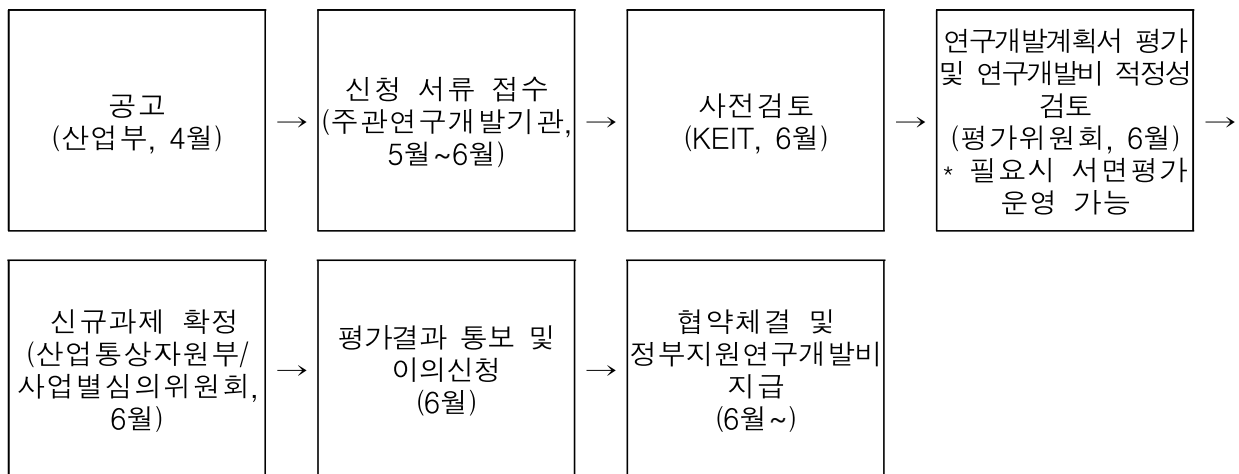 공고
(산업부, 4월)
→
신청 서류 접수
(주관연구개발기관,
5월~6월)
→
사전검토
(KEIT, 6월)
→
연구개발계획서 평가
및 연구개발비 적정성
검토
(평가위원회, 6월)
* 필요시 서면평가
운영 가능
→
신규과제 확정
(산업통상자원부/
사업별심의위원회,
6월)
→
평가결과 통보 및
이의신청
(6월)
→
협약체결 및
정부지원연구개발비
지급
(6월~)